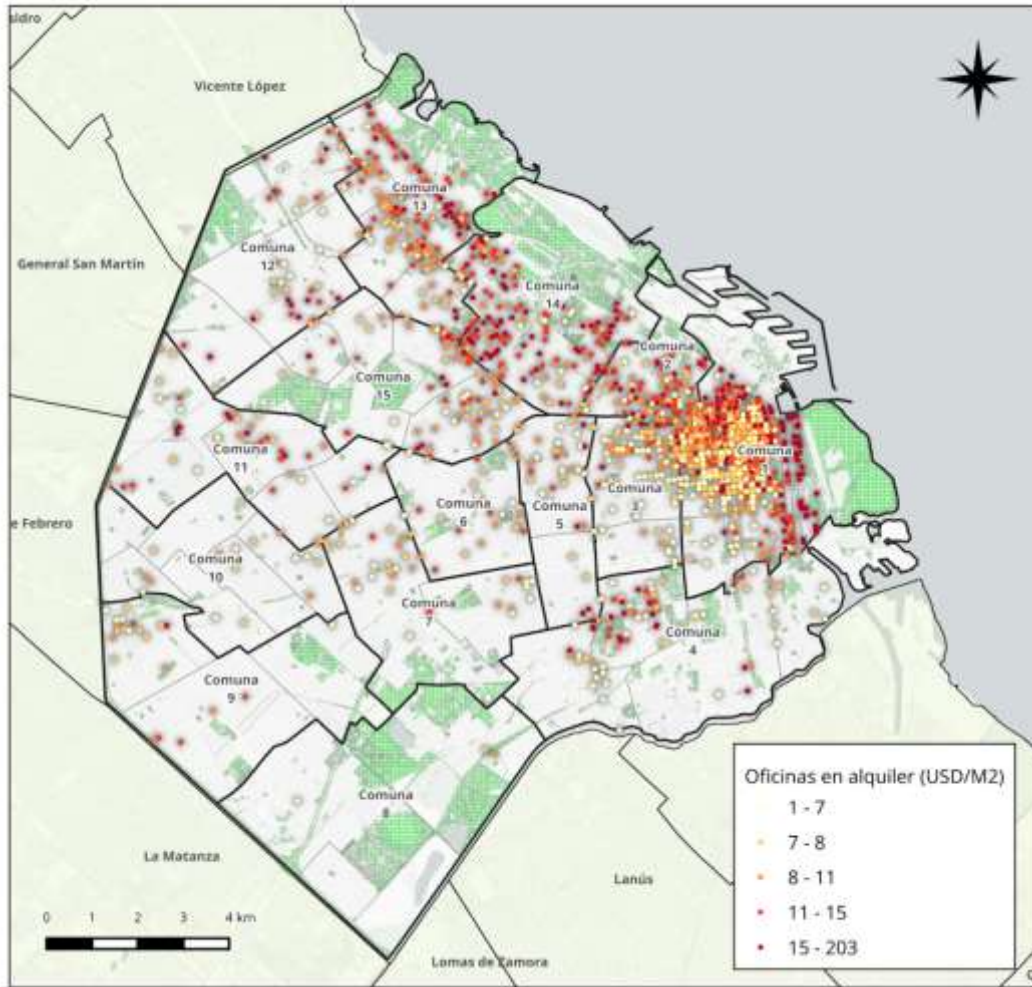 sidro
Vicente López
General San Martín
Comuna
13
Comuna
12
Comuna
14
Comuna
2
Comuna
15
Comuna
11
Comuna
1
Comuna
3
Comuna
6
Comuna
5
e Febrero
Comuna
10
Comuna
7
Comuna
4
Comuna
9
Comuna
8
La Matanza
Lanús
Lomas de Zamora
0 1 2 3 4 km
Oficinas en alquiler (USD/M2)
1 - 7
7 - 8
8 - 11
11 - 15
15 - 203